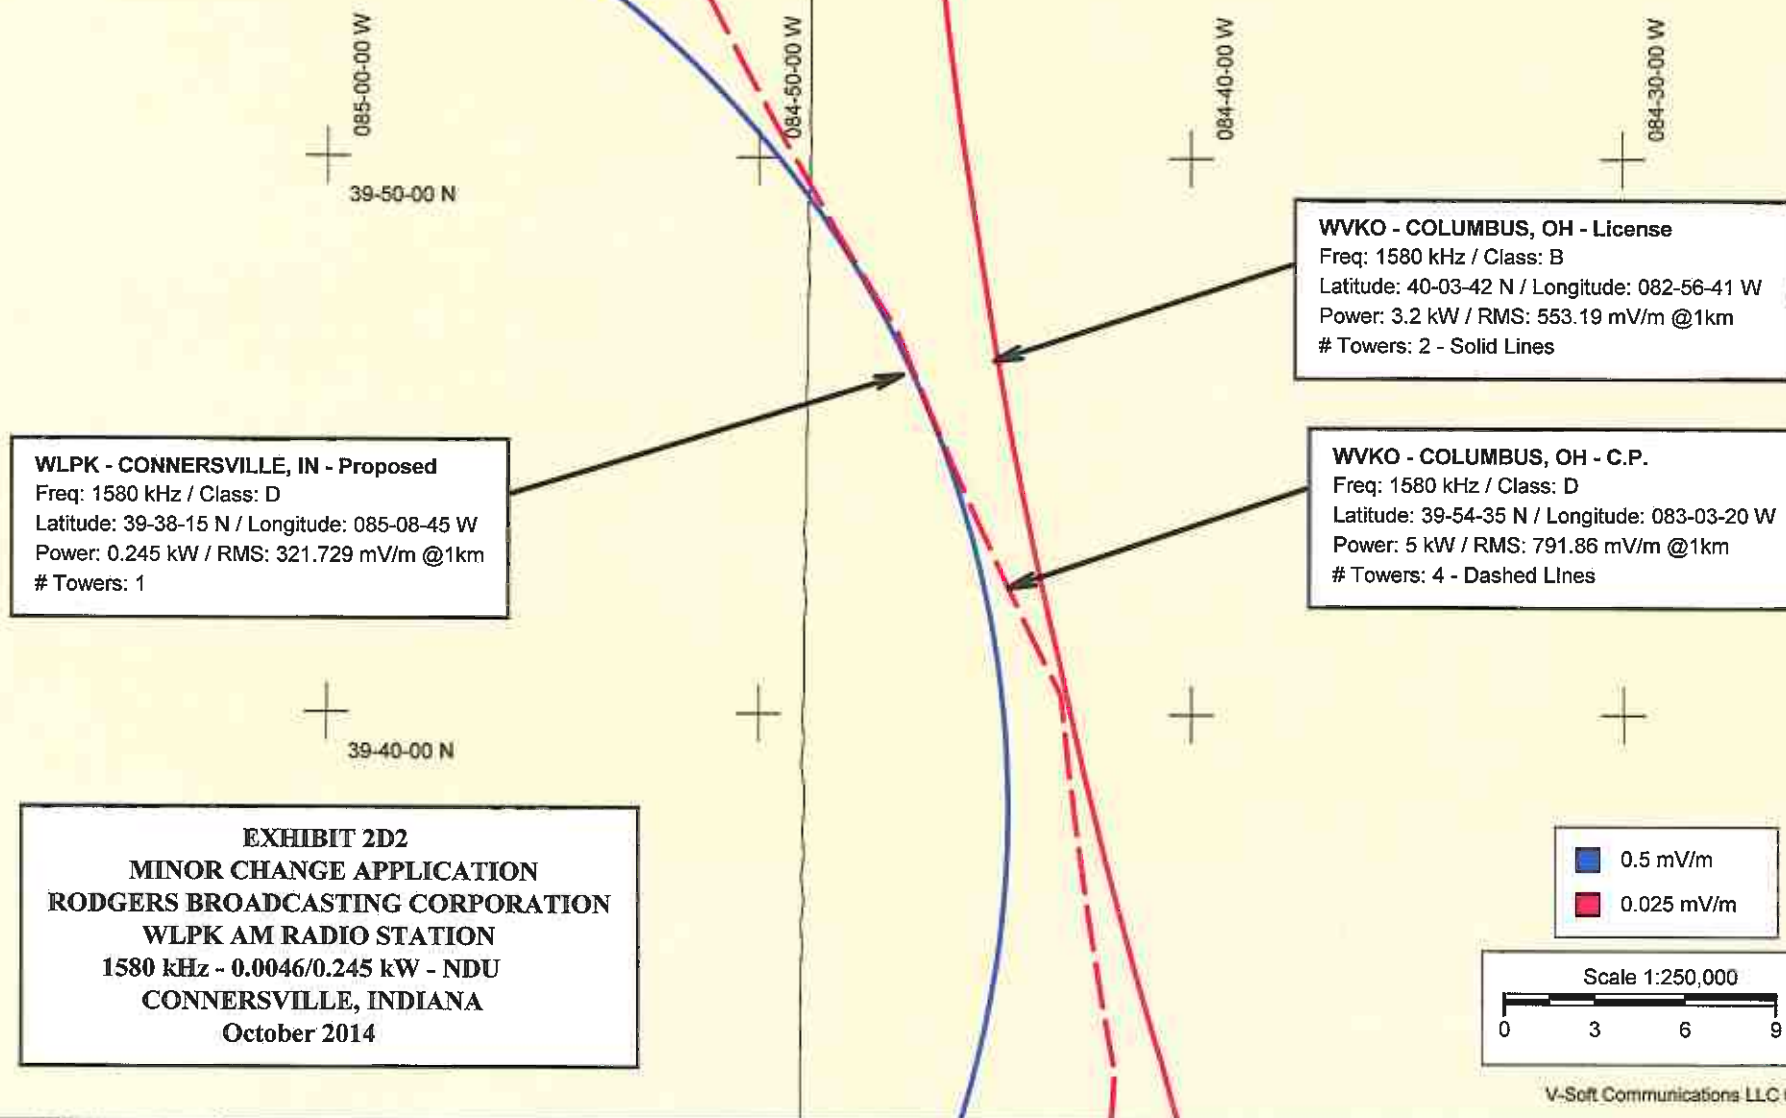 085-00-00 W
084-50-00 W
084-40-00 W
084-30-00 W
39-50-00 N
WVKO - COLUMBUS, OH - License
Freq: 1580 kHz / Class: B
Latitude: 40-03-42 N / Longitude: 082-56-41 W
Power: 3.2 kW / RMS: 553.19 mV/m @1km
# Towers: 2 - Solid Lines
WLPK - CONNERSVILLE, IN - Proposed
Freq: 1580 kHz / Class: D
Latitude: 39-38-15 N / Longitude: 085-08-45 W
Power: 0.245 kW / RMS: 321.729 mV/m @1km
# Towers: 1
WVKO - COLUMBUS, OH - C.P.
Freq: 1580 kHz / Class: D
Latitude: 39-54-35 N / Longitude: 083-03-20 W
Power: 5 kW / RMS: 791.86 mV/m @1km
# Towers: 4 - Dashed LInes
39-40-00 N
EXHIBIT 2D2
MINOR CHANGE APPLICATION
RODGERS BROADCASTING CORPORATION
WLPK AM RADIO STATION
1580 kHz - 0.0046/0.245 kW - NDU
CONNERSVILLE, INDIANA
October 2014
0.5 mV/m
0.025 mV/m
Scale 1:250,000
0 3 6 9
V-Soft Communications LLC